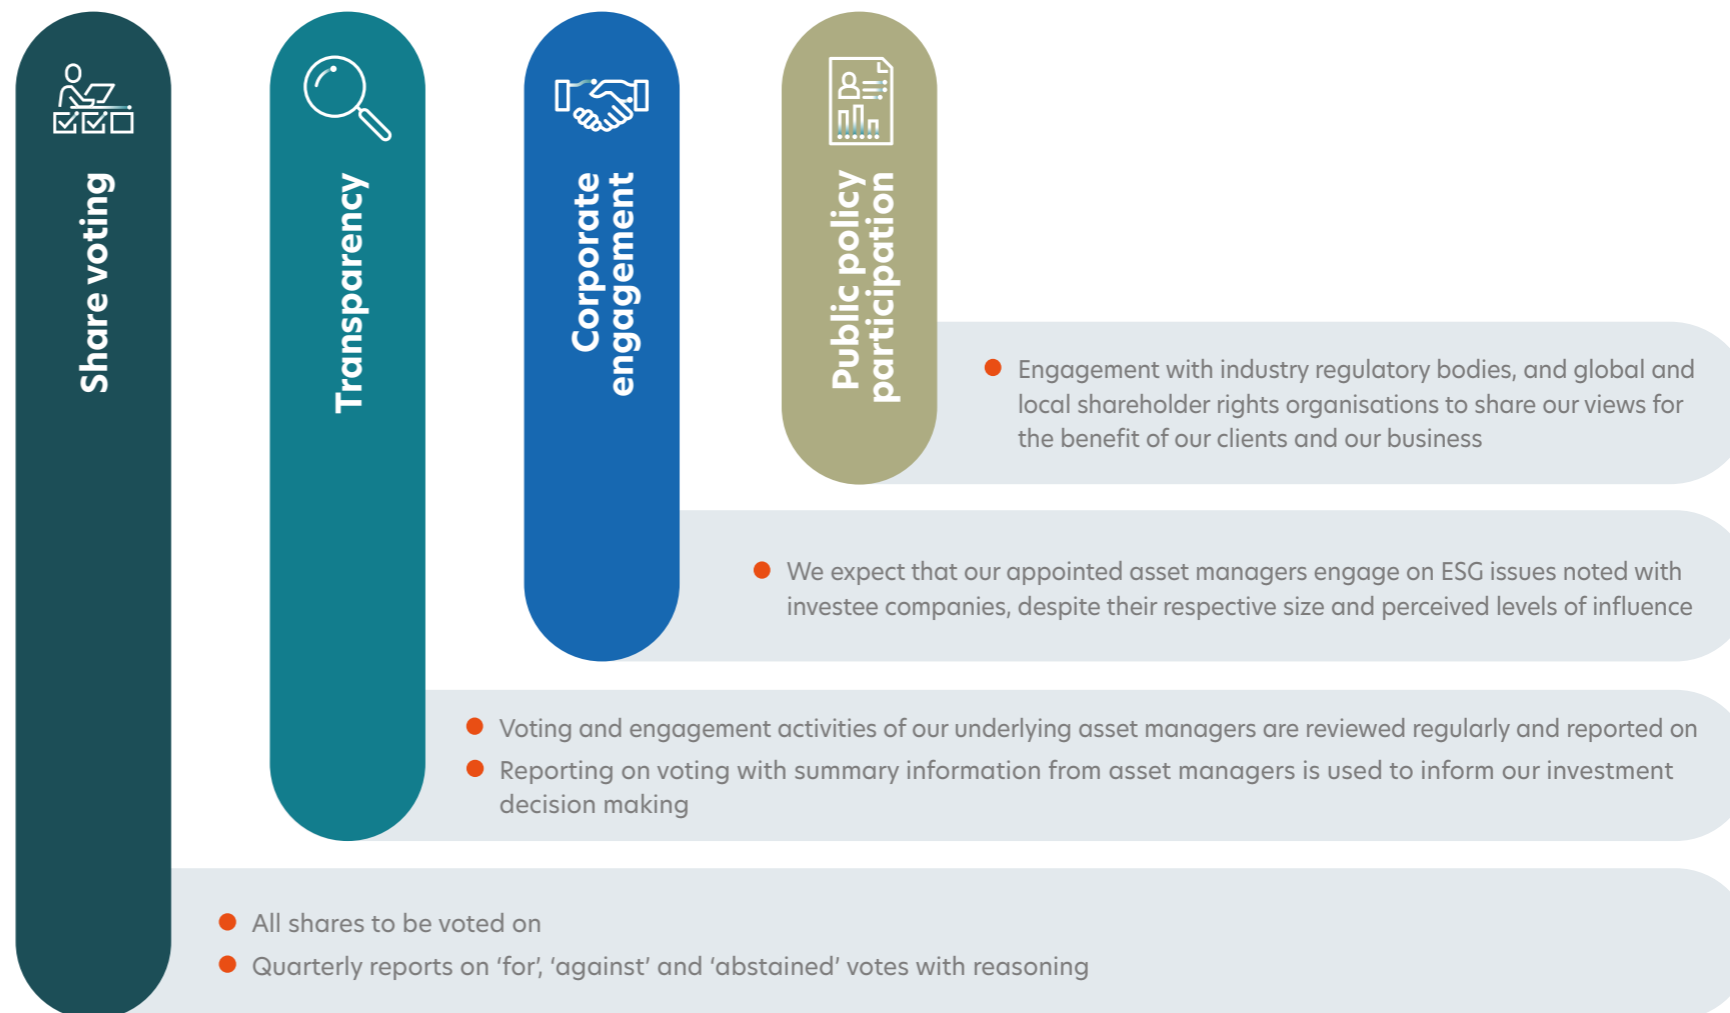 Share voting
Transparency
Corporate
engagement
Public policy
participation
Engagement with industry regulatory bodies, and global and
local shareholder rights organisations to share our views for
the benefit of our clients and our business
We expect that our appointed asset managers engage on ESG issues noted with
investee companies, despite their respective size and perceived levels of influence
Voting and engagement activities of our underlying asset managers are reviewed regularly and reported on
Reporting on voting with summary information from asset managers is used to inform our investment
decision making
All shares to be voted on
Quarterly reports on ‘for’, ‘against’ and ‘abstained’ votes with reasoning